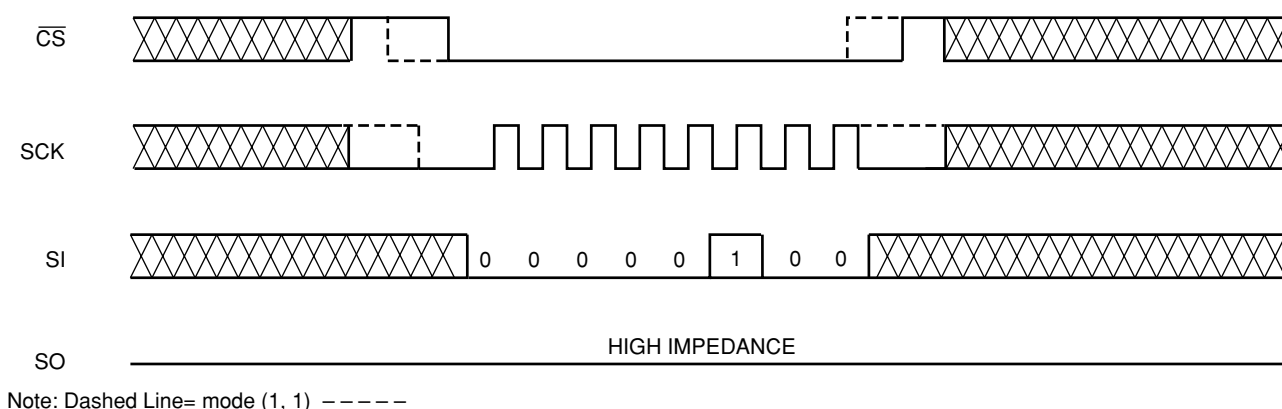 CS
SCK
SI 0 0 0 0 0 1 0 0
HIGH IMPEDANCE
SO
Note: Dashed Line= mode (1, 1) – – – – –